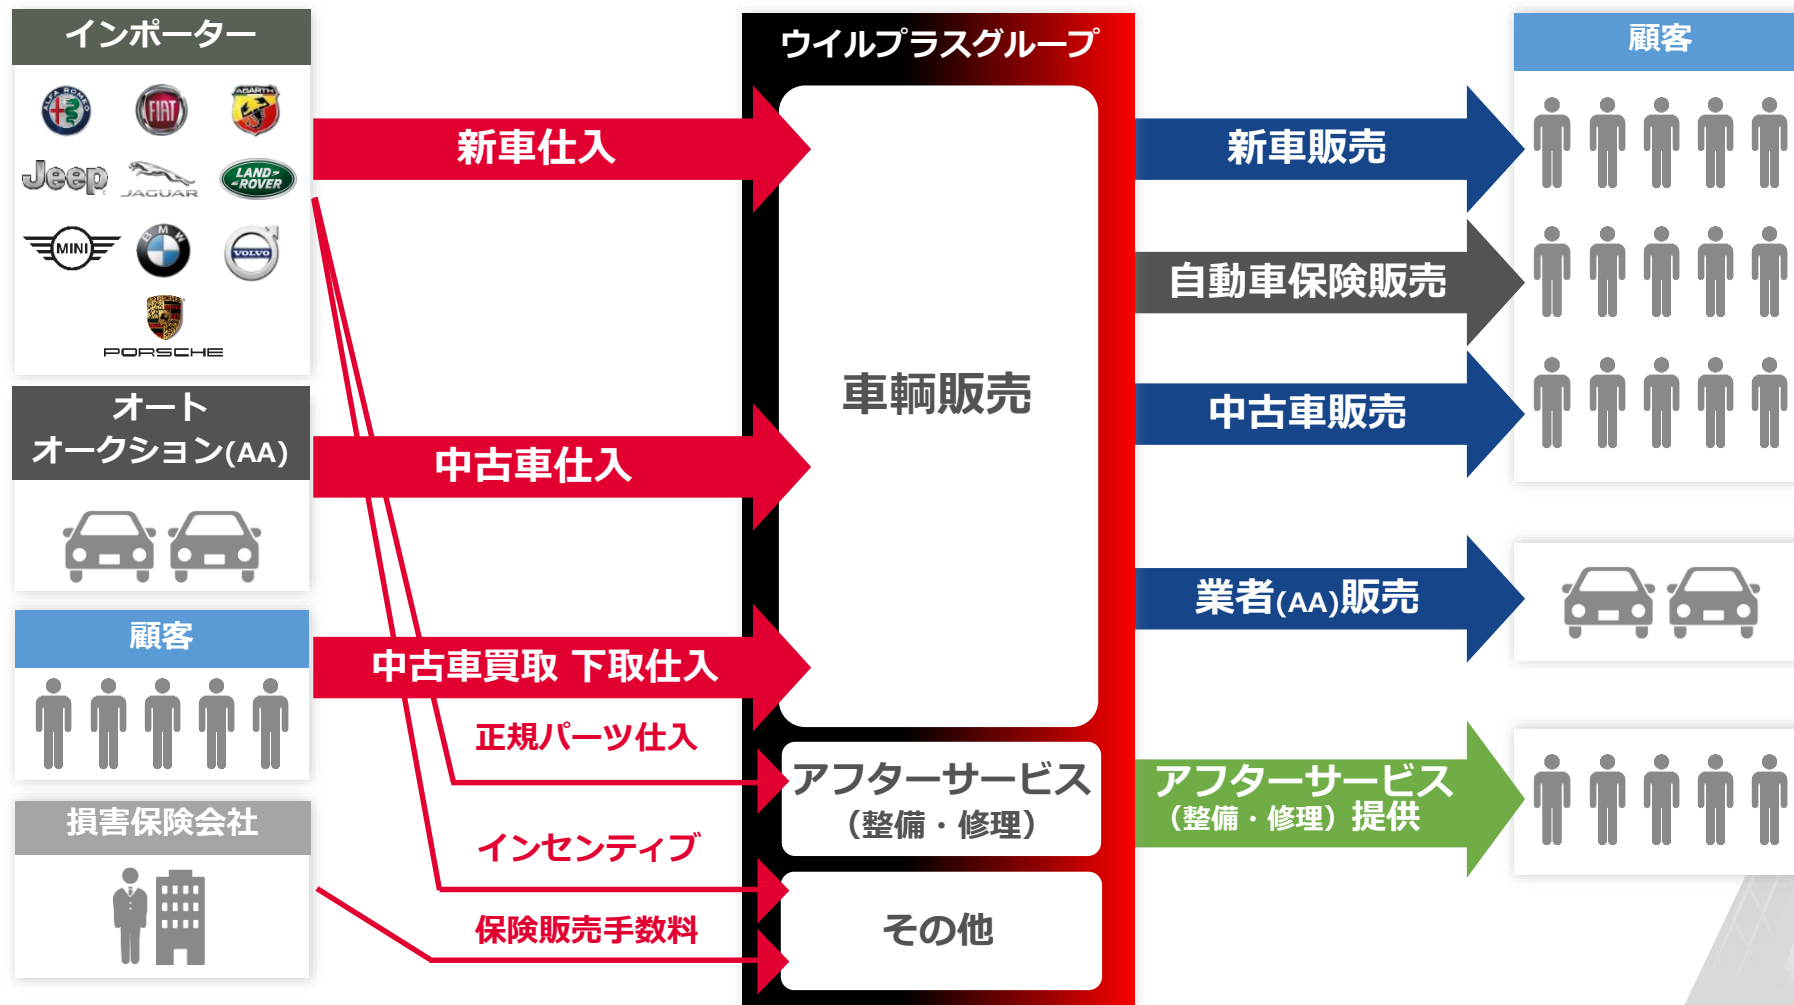 インポーター
ALFA ROMEO
FIAT
ABARTH
Jeep
JAGUAR
LAND-
-ROVER
MINI
BMW
VOLVO
PORSCHE
オート
オークション(AA)
顧客
損害保険会社
新車仕入
中古車仕入
中古車買取 下取仕入
正規パーツ仕入
インセンティブ
保険販売手数料
ウイルプラスグループ
車輌販売
アフターサービス
（整備・修理）
その他
新車販売
自動車保険販売
中古車販売
業者(AA)販売
アフターサービス
（整備・修理）提供
顧客